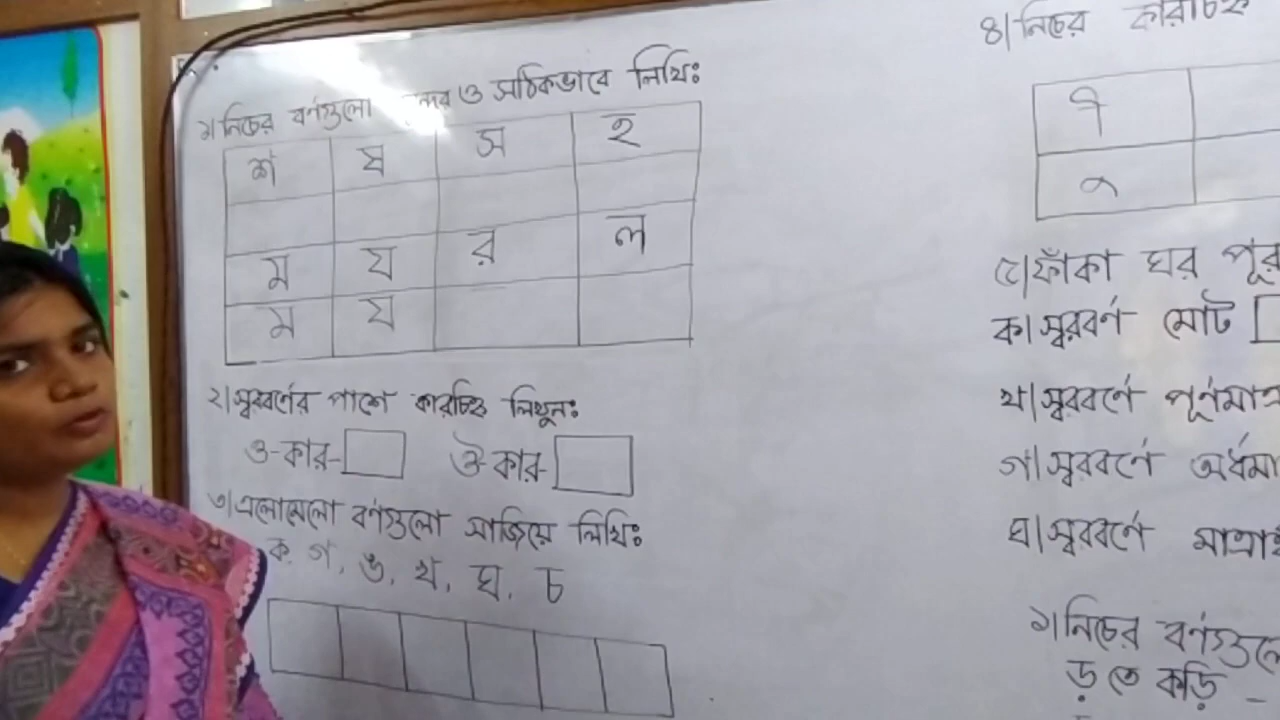 ১। নিচের বর্ণগুলো ও সঠিকভাবে লিখিঃ
শ ষ স হ
ম য র ল
ম য
২। স্বরবর্ণের পাশে কারচিহ্ন লিখুনঃ
ও-কার- ঔ-কার-
৩। এলোমেলো বর্ণগুলো সাজিয়ে লিখিঃ
ক, গ, ঙ, খ, ঘ, চ
৪। নিচের কারচিহ্ন
ী
ু
৫। ফাঁকা ঘর পূর
ক। স্বরবর্ণ মোট
খ। স্বরবর্ণে পূর্ণমাত্র
গ। স্বরবর্ণে অর্ধমা
ঘ। স্বরবর্ণে মাত্রাহ
১। নিচের বর্ণগুলে
ড় তে কড়ি -